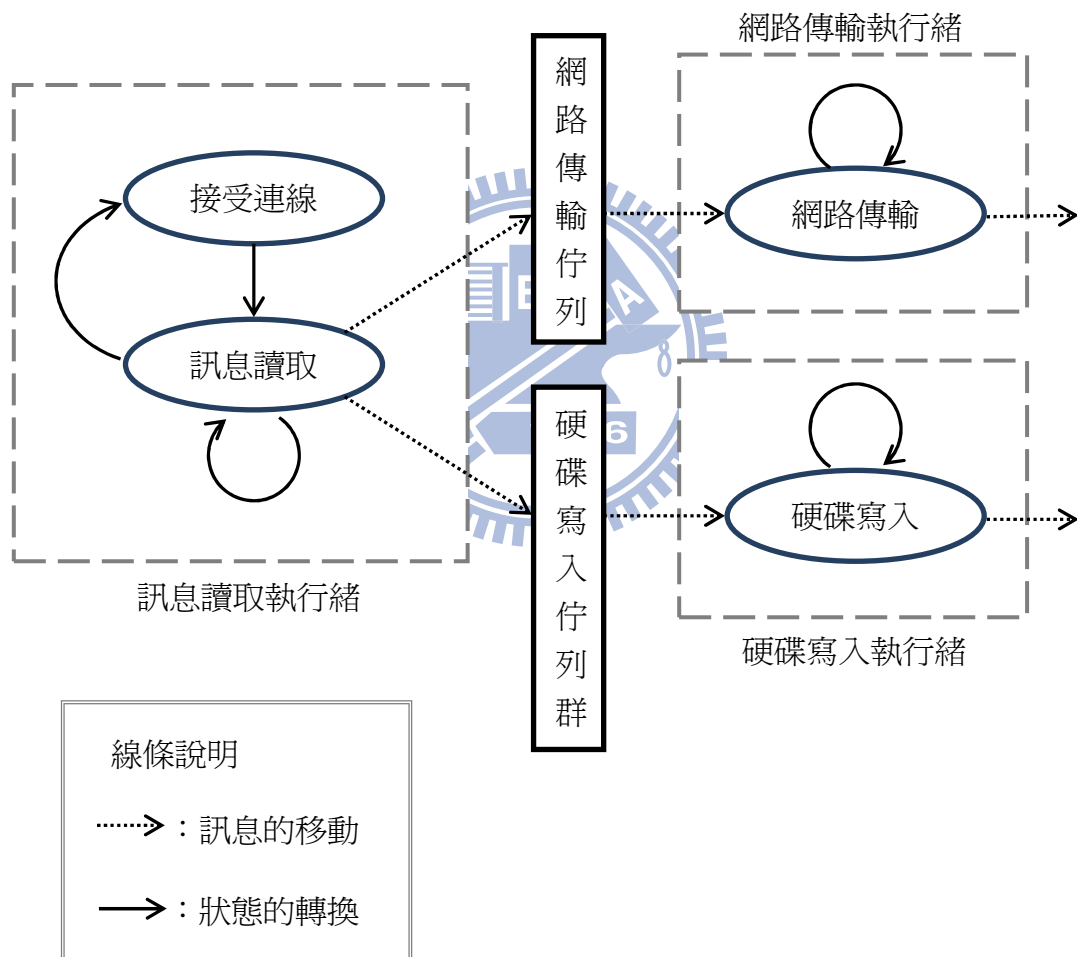 網路傳輸執行緒
接受連線
訊息讀取
訊息讀取執行緒
網路傳輸佇列
硬碟寫入佇列群
網路傳輸
硬碟寫入
硬碟寫入執行緒
線條說明
：訊息的移動
：狀態的轉換